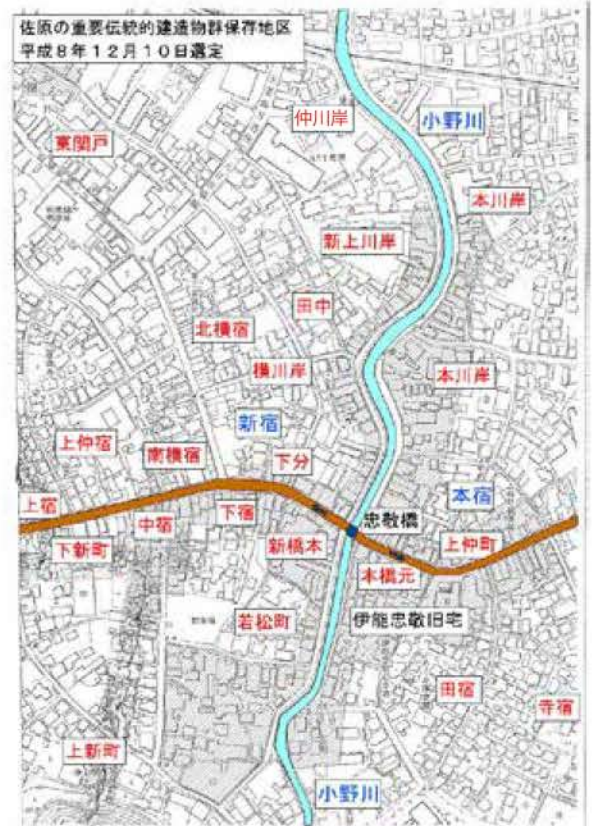 佐原の重要伝統的建造物群保存地区
平成8年12月10日選定
仲川岸
小野川
東関戸
本川岸
新上川岸
田中
北横宿
横川岸
本川岸
新宿
上仲宿
南横宿
下分
本宿
上宿
下宿
忠敬橋
中宿
上仲町
下新町
新橋本
本橋元
若松町
伊能忠敬旧宅
田宿
寺宿
上新町
小野川